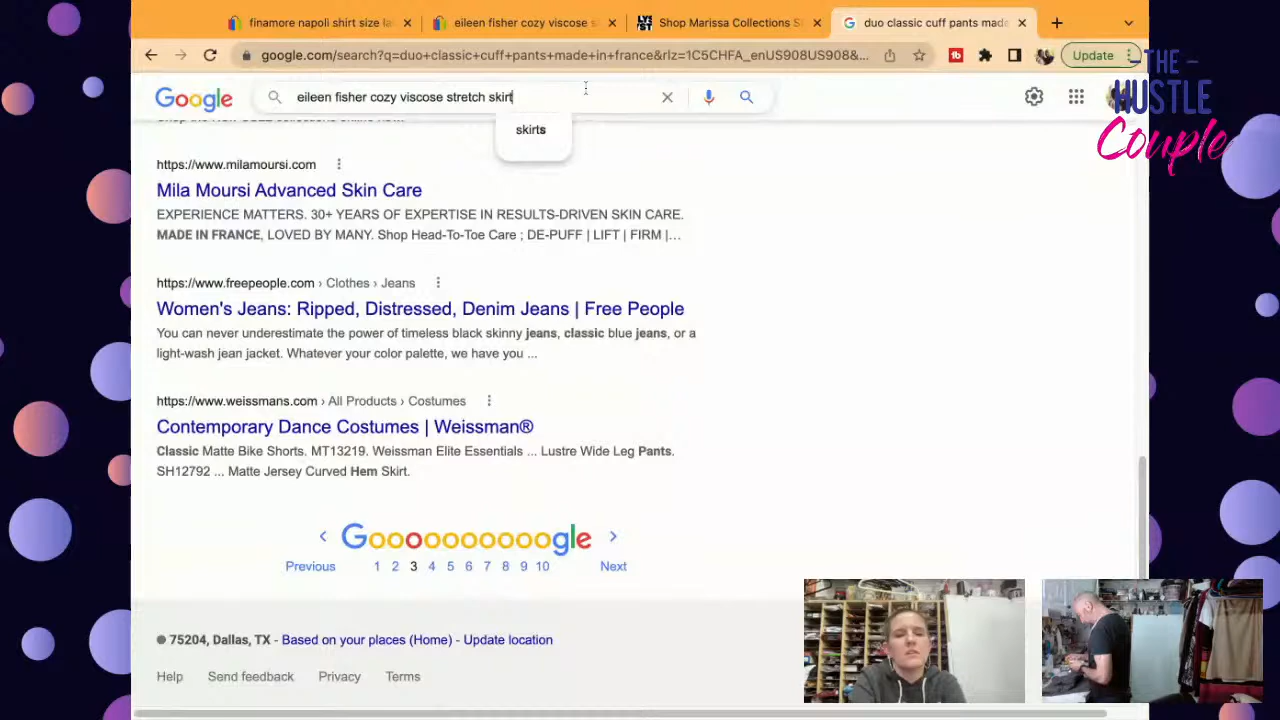 finamore napoli shirt size la
eileen fisher cozy viscose s
Shop Marissa Collections S
duo classic cuff pants made
google.com/search?q=duo+classic+cuff+pants+made+in+france&rlz=1C5CHFA_enUS908US908&...
Update
THE
HUSTLE
Couple
Google
eileen fisher cozy viscose stretch skirt
skirts
https://www.milamoursi.com
Mila Moursi Advanced Skin Care
EXPERIENCE MATTERS. 30+ YEARS OF EXPERTISE IN RESULTS-DRIVEN SKIN CARE.
MADE IN FRANCE, LOVED BY MANY. Shop Head-To-Toe Care ; DE-PUFF | LIFT | FIRM |...
https://www.freepeople.com › Clothes › Jeans
Women's Jeans: Ripped, Distressed, Denim Jeans | Free People
You can never underestimate the power of timeless black skinny jeans, classic blue jeans, or a
light-wash jean jacket. Whatever your color palette, we have you ...
https://www.weissmans.com › All Products › Costumes
Contemporary Dance Costumes | Weissman®
Classic Matte Bike Shorts. MT13219. Weissman Elite Essentials ... Lustre Wide Leg Pants.
SH12792 ... Matte Jersey Curved Hem Skirt.
Goooooooooogle
Previous 1 2 3 4 5 6 7 8 9 10 Next
75204, Dallas, TX - Based on your places (Home) - Update location
Help Send feedback Privacy Terms